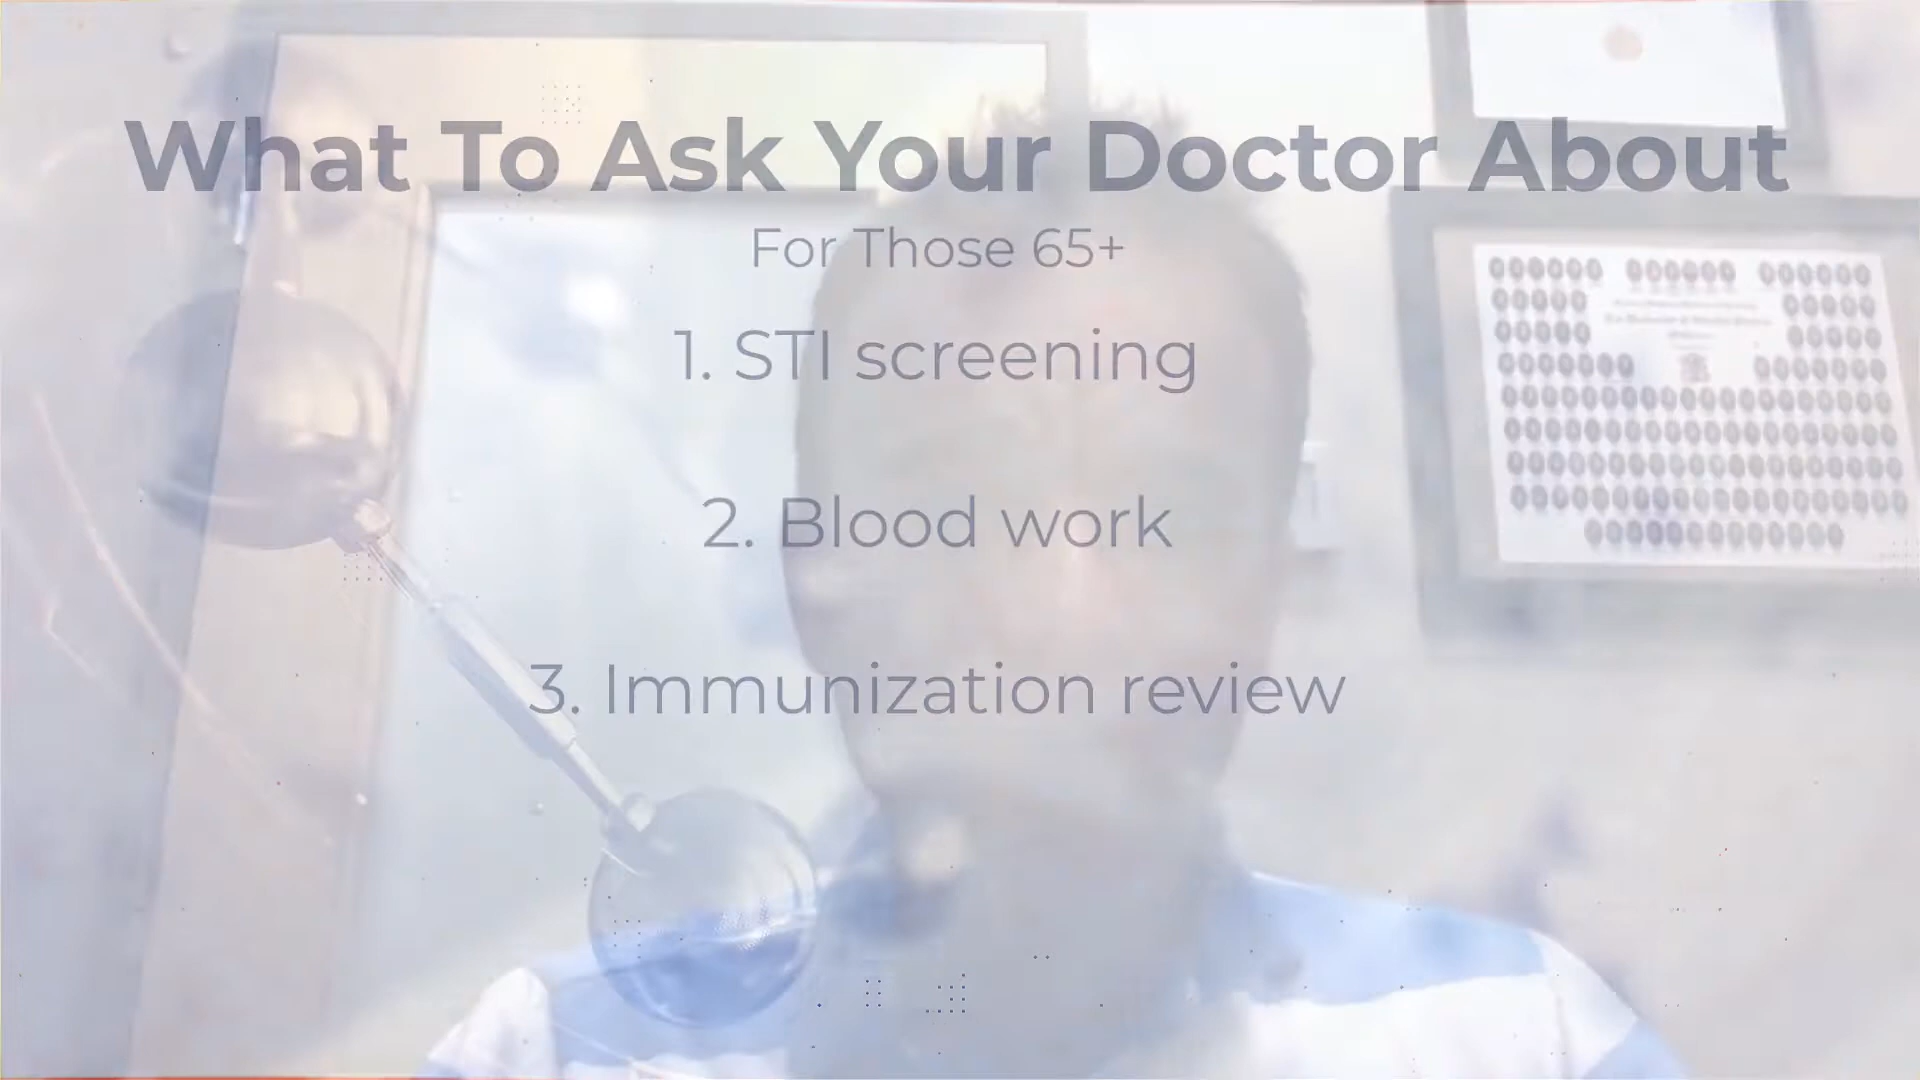 What To Ask Your Doctor About
For Those 65+
1. STI screening
2. Blood work
3. Immunization review